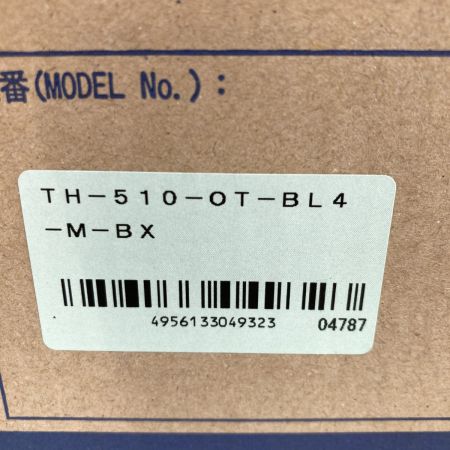 番(MODEL No.):
TH-510-OT-BL4
-M-BX
4956133049323 04787